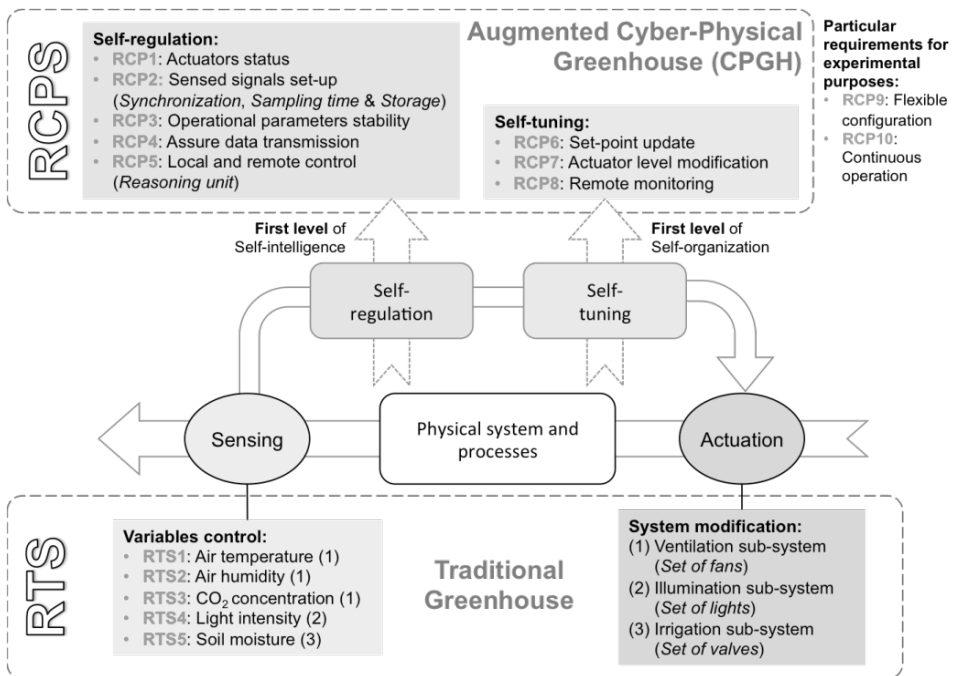 RCPS
Self-regulation:
• RCP1: Actuators status
• RCP2: Sensed signals set-up
(Synchronization, Sampling time & Storage)
• RCP3: Operational parameters stability
• RCP4: Assure data transmission
• RCP5: Local and remote control
(Reasoning unit)
Augmented Cyber-Physical
Greenhouse (CPGH)
Self-tuning:
• RCP6: Set-point update
• RCP7: Actuator level modification
• RCP8: Remote monitoring
Particular
requirements for
experimental
purposes:
• RCP9: Flexible
configuration
• RCP10:
Continuous
operation
First level of
Self-intelligence
First level of
Self-organization
Self-
regulation
Self-
tuning
Sensing
Physical system and
processes
Actuation
RTS
Variables control:
• RTS1: Air temperature (1)
• RTS2: Air humidity (1)
• RTS3: CO₂ concentration (1)
• RTS4: Light intensity (2)
• RTS5: Soil moisture (3)
Traditional
Greenhouse
System modification:
(1) Ventilation sub-system
(Set of fans)
(2) Illumination sub-system
(Set of lights)
(3) Irrigation sub-system
(Set of valves)